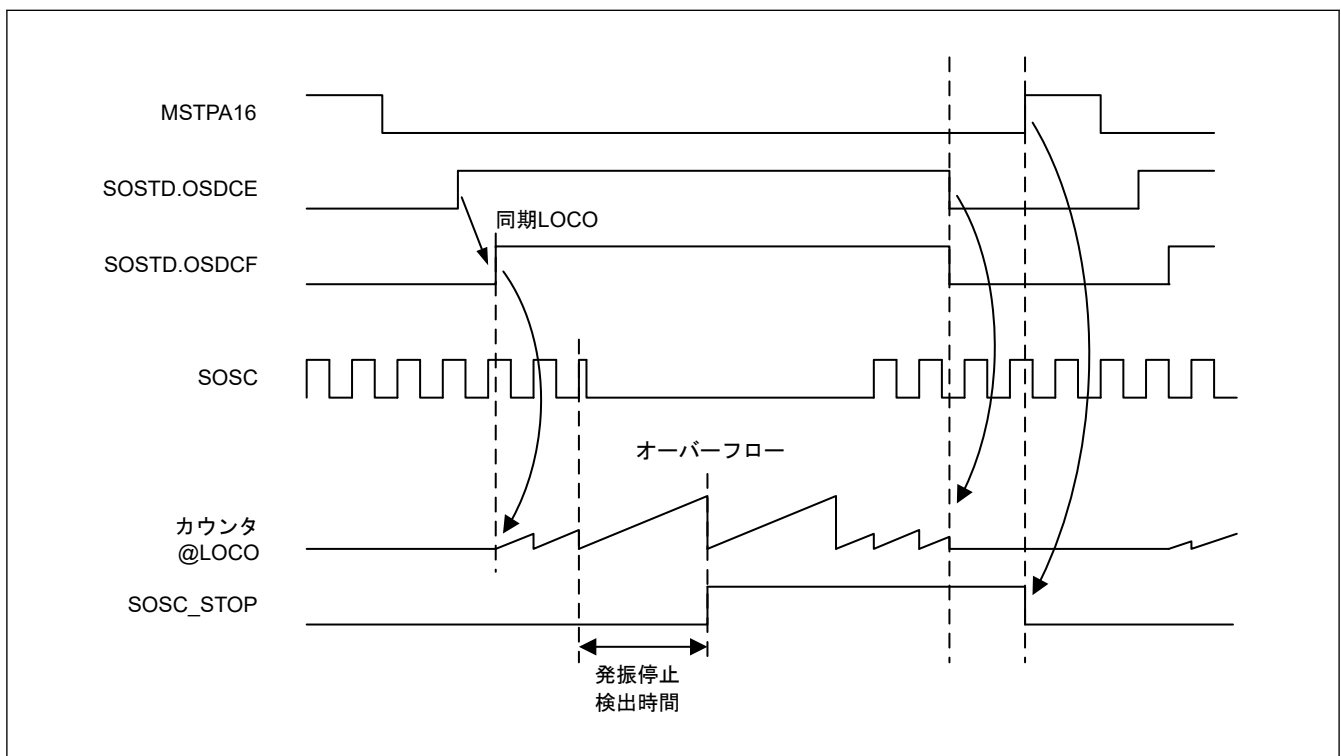 MSTPA16
SOSTD.OSDCE
同期LOCO
SOSTD.OSDCF
SOSC
オーバーフロー
カウンタ
@LOCO
SOSC_STOP
発振停止
検出時間